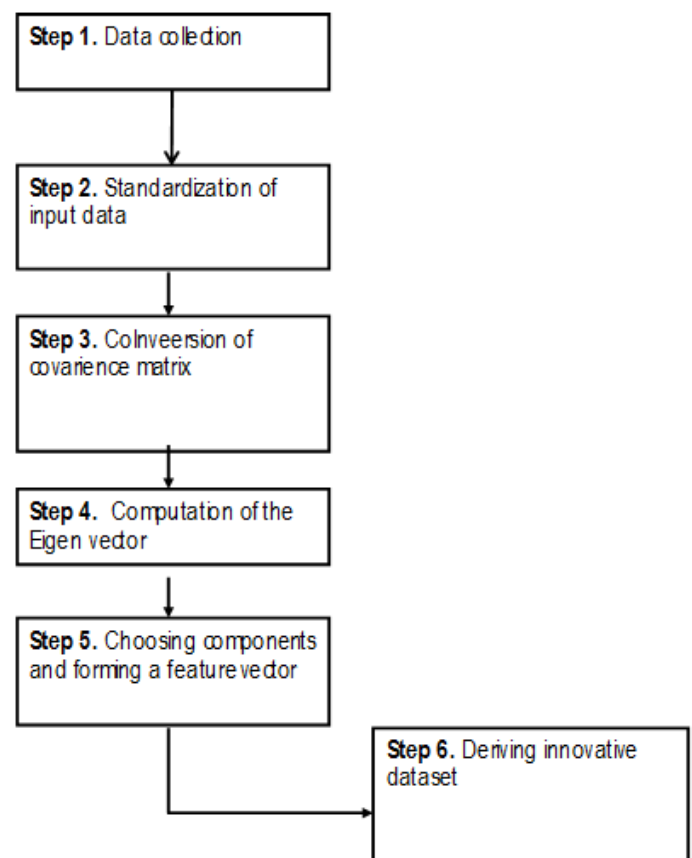 Step 1. Data collection
Step 2. Standardization of
input data
Step 3. Colnveersion of
covarience matrix
Step 4. Computation of the
Eigen vector
Step 5. Choosing components
and forming a feature vector
Step 6. Deriving innovative
dataset